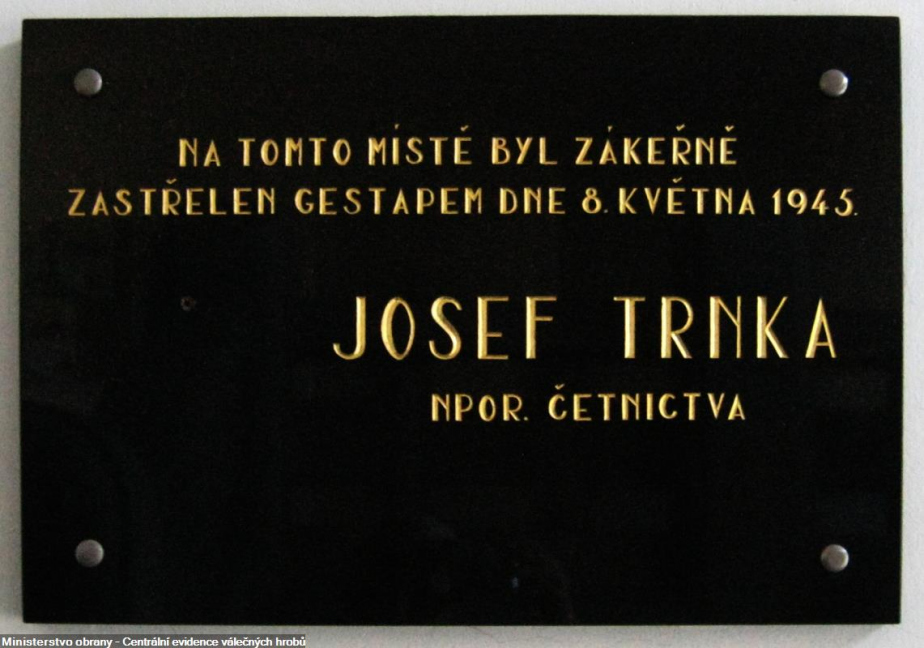 NA TOMTO MÍSTĚ BYL ZÁKEŘNĚ
ZASTŘELEN GESTAPEM DNE 8. KVĚTNA 1945.
JOSEF TRNKA
NPOR. ČETNICTVA
Ministerstvo obrany - Centrální evidence válečných hrobů